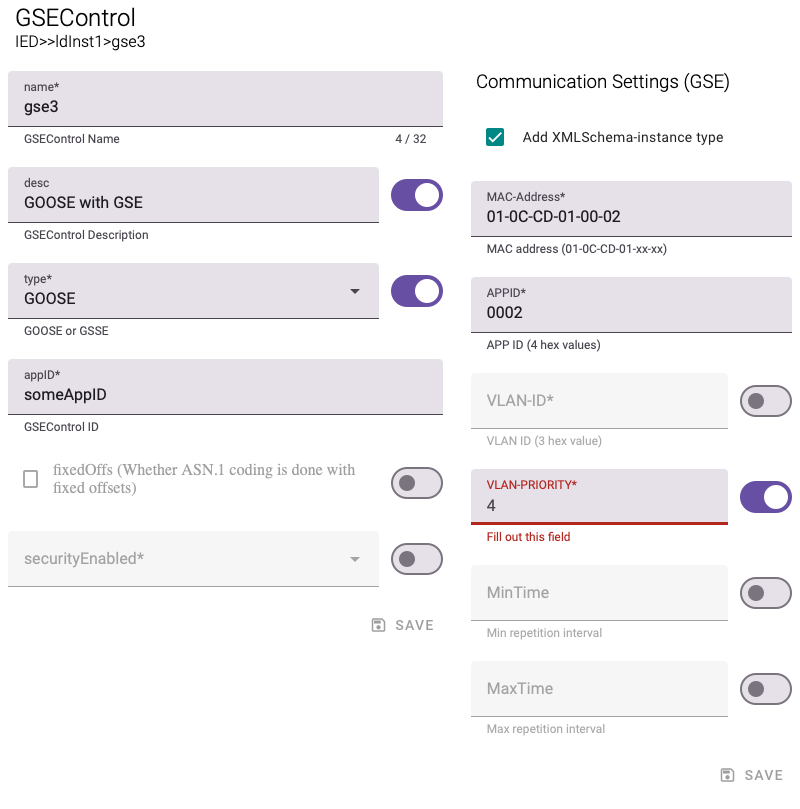 GSEControl
IED>>ldInst1>gse3
name*
gse3
GSEControl Name
4 / 32
desc
GOOSE with GSE
GSEControl Description
type*
GOOSE
GOOSE or GSSE
appID*
someAppID
GSEControl ID
fixedOffs (Whether ASN.1 coding is done with
fixed offsets)
securityEnabled*
SAVE
Communication Settings (GSE)
Add XMLSchema-instance type
MAC-Address*
01-0C-CD-01-00-02
MAC address (01-0C-CD-01-xx-xx)
APPID*
0002
APP ID (4 hex values)
VLAN-ID*
VLAN ID (3 hex value)
VLAN-PRIORITY*
4
Fill out this field
MinTime
Min repetition interval
MaxTime
Max repetition interval
SAVE